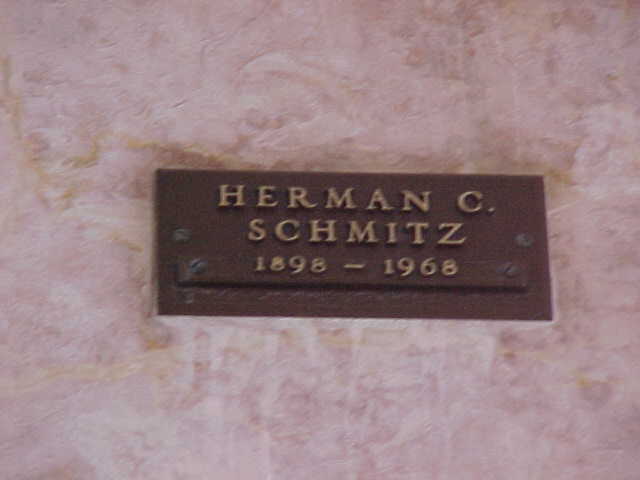 HERMAN C.
SCHMITZ
1898 – 1968